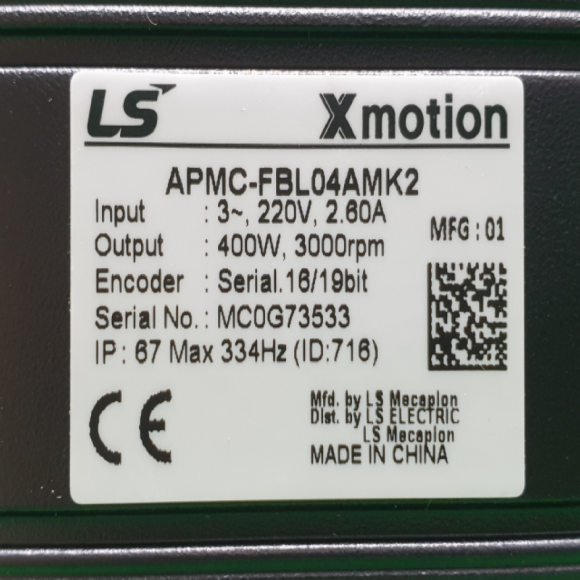 LS Xmotion
APMC-FBL04AMK2
Input : 3~, 220V, 2.60A
Output : 400W, 3000rpm
MFG : 01
Encoder : Serial.16/19bit
Serial No. : MC0G73533
IP : 67 Max 334Hz (ID:716)
CE
Mfd. by LS Mecapion
Dist. by LS ELECTRIC
LS Mecapion
MADE IN CHINA